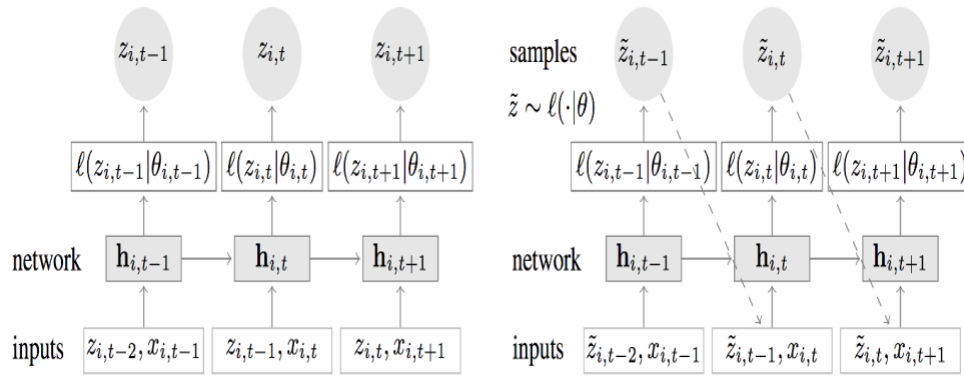 z_{i,t−1} z_{i,t} z_{i,t+1}
ℓ(z_{i,t−1}|θ_{i,t−1}) ℓ(z_{i,t}|θ_{i,t}) ℓ(z_{i,t+1}|θ_{i,t+1})
network h_{i,t−1} h_{i,t} h_{i,t+1}
inputs z_{i,t−2}, x_{i,t−1} z_{i,t−1}, x_{i,t} z_{i,t}, x_{i,t+1}
samples z̃_{i,t−1} z̃_{i,t} z̃_{i,t+1}
z̃ ∼ ℓ(·|θ)
ℓ(z_{i,t−1}|θ_{i,t−1}) ℓ(z_{i,t}|θ_{i,t}) ℓ(z_{i,t+1}|θ_{i,t+1})
network h_{i,t−1} h_{i,t} h_{i,t+1}
inputs z̃_{i,t−2}, x_{i,t−1} z̃_{i,t−1}, x_{i,t} z̃_{i,t}, x_{i,t+1}